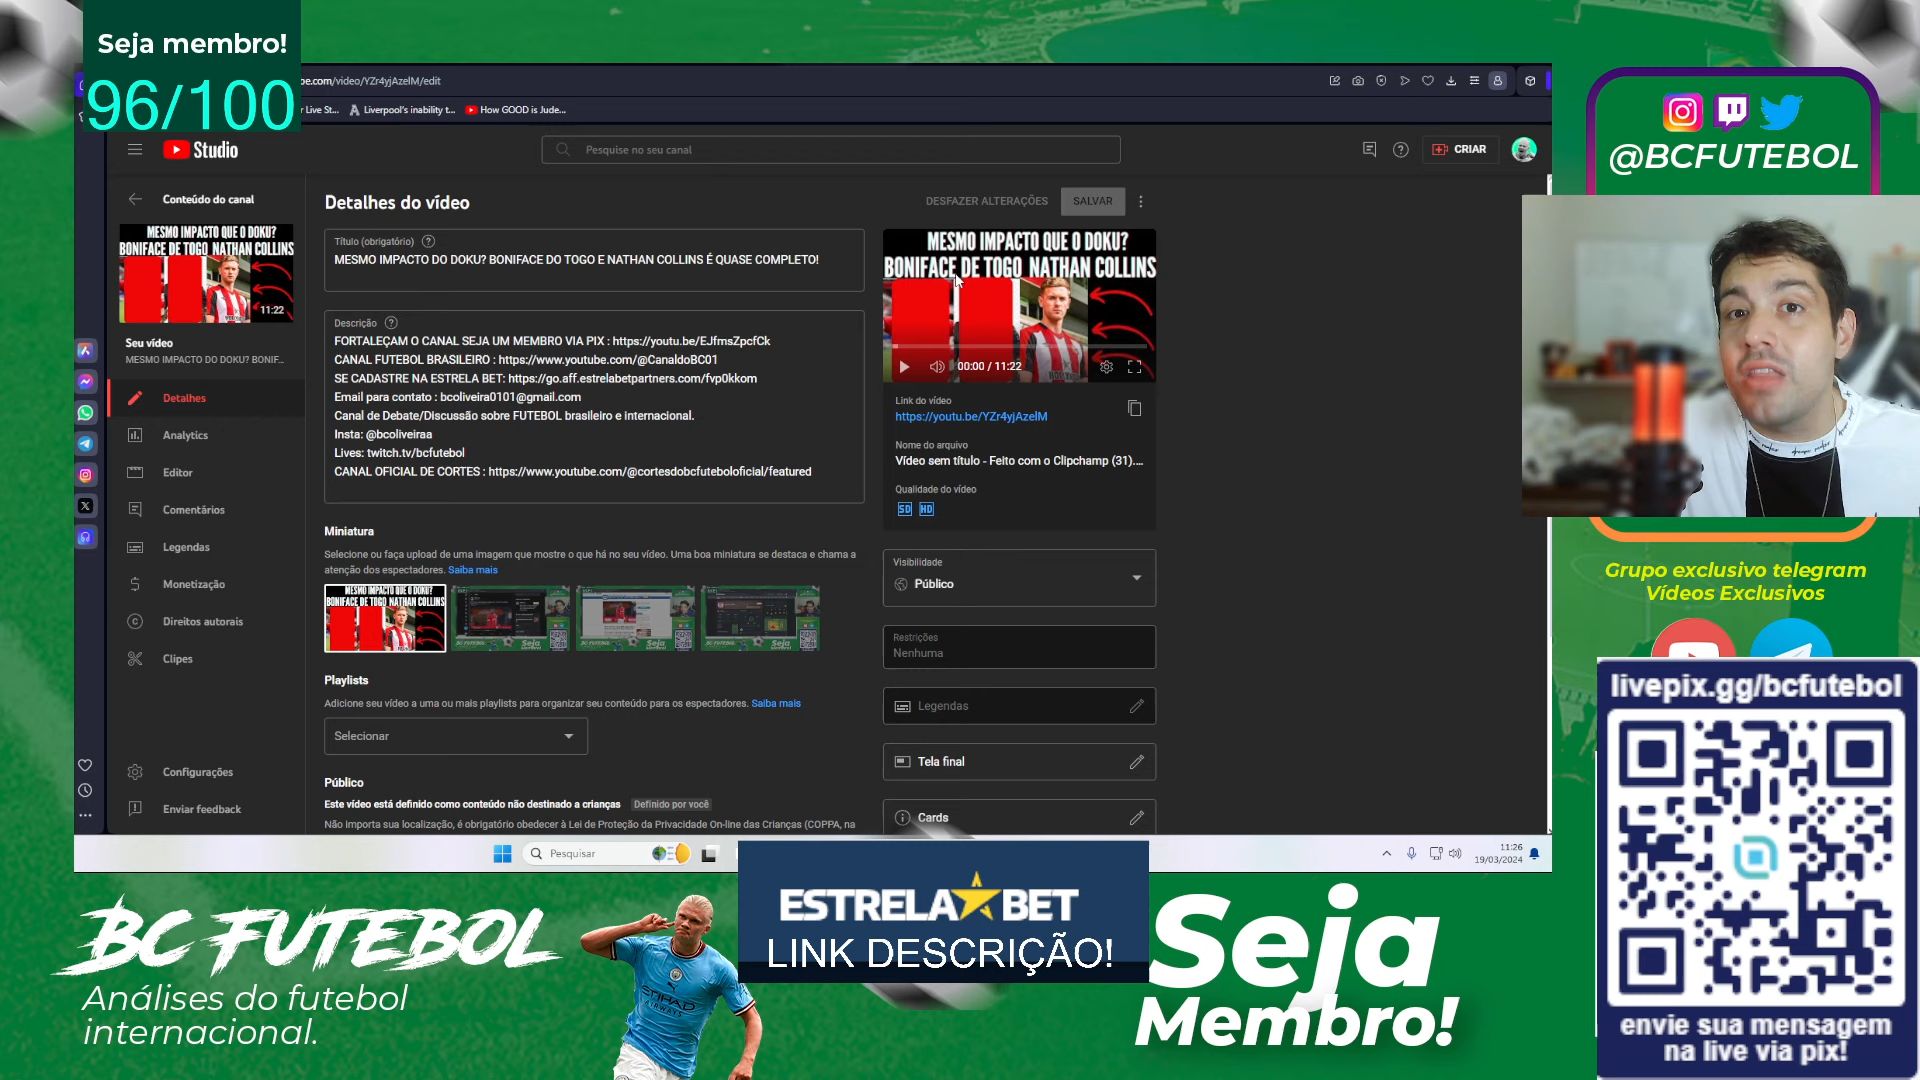 Seja membro!
96/100
be.com/video/YZr4yjAzelM/edit
r Live St...
Liverpool's inability t...
How GOOD is Jude...
Studio
Pesquise no seu canal
CRIAR
@BCFUTEBOL
Conteúdo do canal
MESMO IMPACTO QUE O DOKU?
BONIFACE DE TOGO NATHAN COLLINS
11:22
Seu vídeo
MESMO IMPACTO DO DOKU? BONIF...
Detalhes
Analytics
Editor
Comentários
Legendas
Monetização
Direitos autorais
Clipes
Configurações
Enviar feedback
Detalhes do vídeo
DESFAZER ALTERAÇÕES
SALVAR
Título (obrigatório)
MESMO IMPACTO DO DOKU? BONIFACE DO TOGO E NATHAN COLLINS É QUASE COMPLETO!
Descrição
FORTALEÇAM O CANAL SEJA UM MEMBRO VIA PIX : https://youtu.be/EJfmsZpcfCk
CANAL FUTEBOL BRASILEIRO : https://www.youtube.com/@CanaldoBC01
SE CADASTRE NA ESTRELA BET: https://go.aff.estrelabetpartners.com/fvp0kkom
Email para contato : bcoliveira0101@gmail.com
Canal de Debate/Discussão sobre FUTEBOL brasileiro e internacional.
Insta: @bcoliveiraa
Lives: twitch.tv/bcfutebol
CANAL OFICIAL DE CORTES : https://www.youtube.com/@cortesdobcfuteboloficial/featured
Miniatura
Selecione ou faça upload de uma imagem que mostre o que há no seu vídeo. Uma boa miniatura se destaca e chama a
atenção dos espectadores. Saiba mais
MESMO IMPACTO QUE O DOKU?
BONIFACE DE TOGO NATHAN COLLINS
Playlists
Adicione seu vídeo a uma ou mais playlists para organizar seu conteúdo para os espectadores. Saiba mais
Selecionar
Público
Este vídeo está definido como conteúdo não destinado a crianças
Definido por você
Não importa sua localização, é obrigatório obedecer à Lei de Proteção da Privacidade On-line das Crianças (COPPA, na
MESMO IMPACTO QUE O DOKU?
BONIFACE DE TOGO NATHAN COLLINS
00:00 / 11:22
Link do vídeo
https://youtu.be/YZr4yjAzelM
Nome do arquivo
Vídeo sem título - Feito com o Clipchamp (31)....
Qualidade do vídeo
SD HD
Visibilidade
Público
Restrições
Nenhuma
Legendas
Tela final
Cards
Pesquisar
11:26
19/03/2024
Grupo exclusivo telegram
Vídeos Exclusivos
livepix.gg/bcfutebol
envie sua mensagem
na live via pix!
BC FUTEBOL
Análises do futebol
internacional.
ETIHAD
AIRWAYS
ESTRELA BET
LINK DESCRIÇÃO!
Seja
Membro!